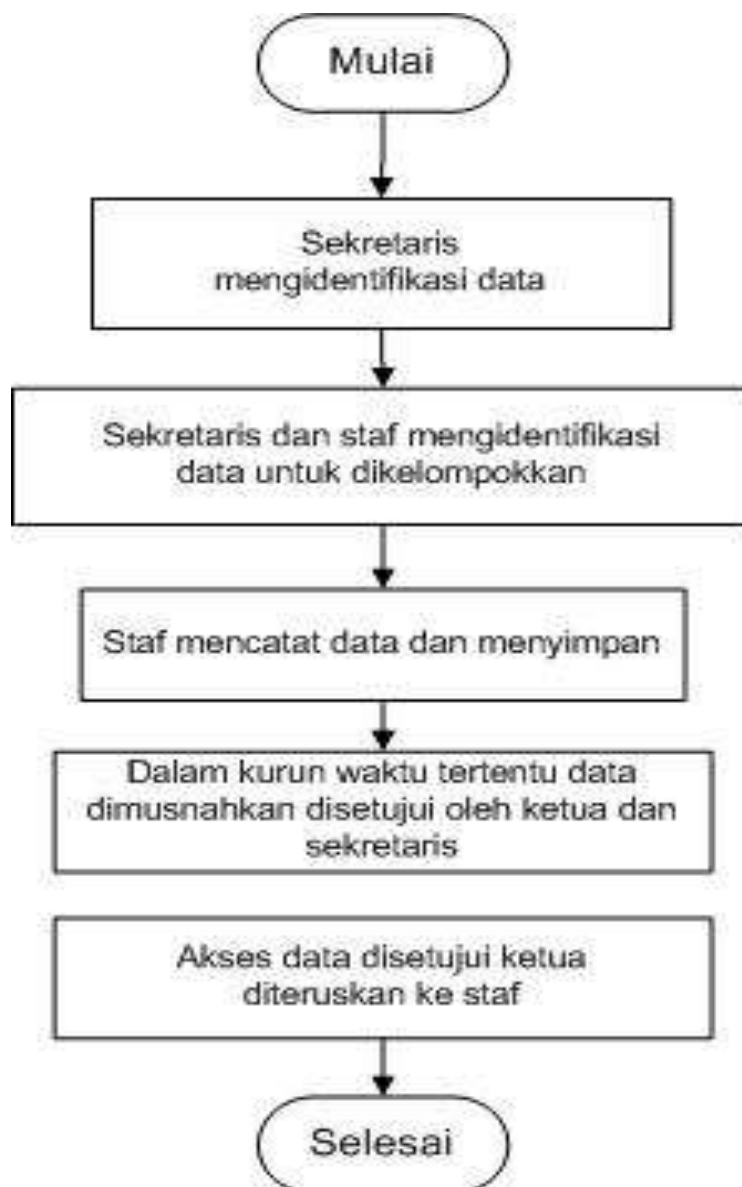 Mulai
Sekretaris
mengidentifikasi data
Sekretaris dan staf mengidentifikasi
data untuk dikelompokkan
Staf mencatat data dan menyimpan
Dalam kurun waktu tertentu data
dimusnahkan disetujui oleh ketua dan
sekretaris
Akses data disetujui ketua
diteruskan ke staf
Selesai